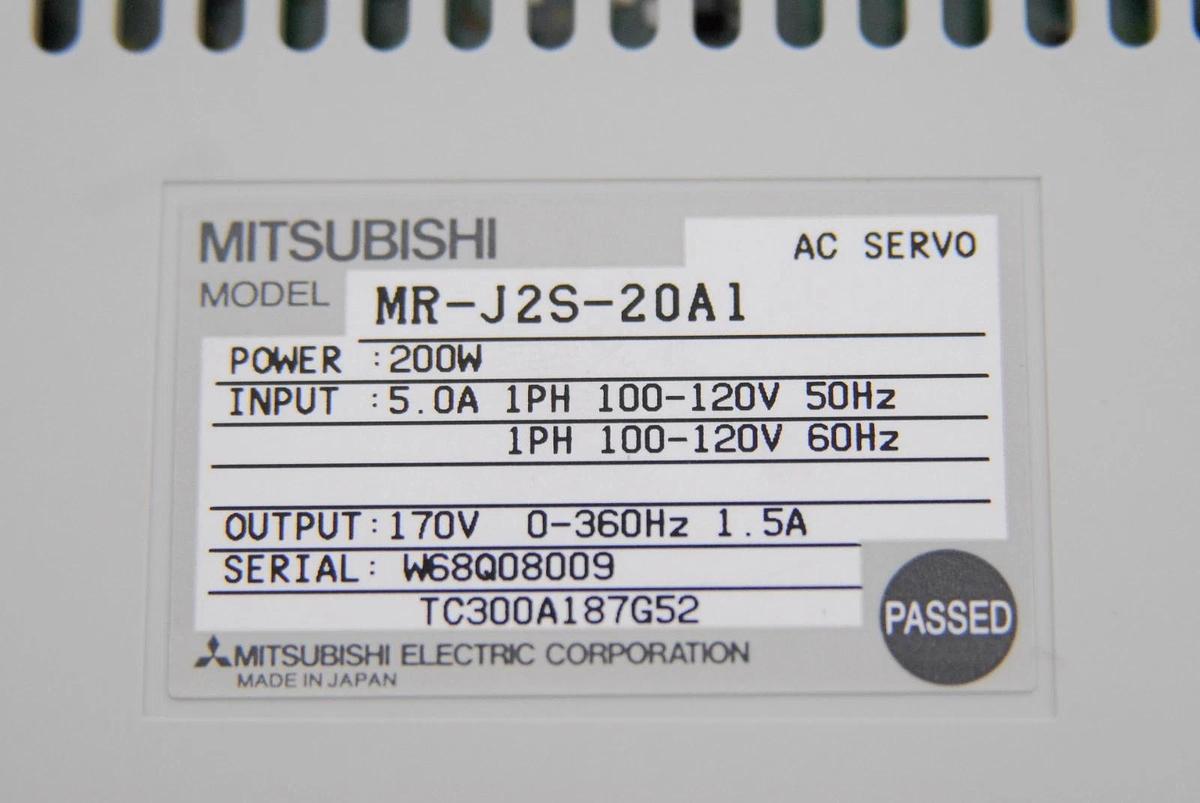 MITSUBISHI
AC SERVO
MODEL MR-J2S-20A1
POWER :200W
INPUT :5.0A 1PH 100-120V 50Hz
1PH 100-120V 60Hz
OUTPUT:170V 0-360Hz 1.5A
SERIAL: W68Q08009
TC300A187G52
PASSED
MITSUBISHI ELECTRIC CORPORATION
MADE IN JAPAN